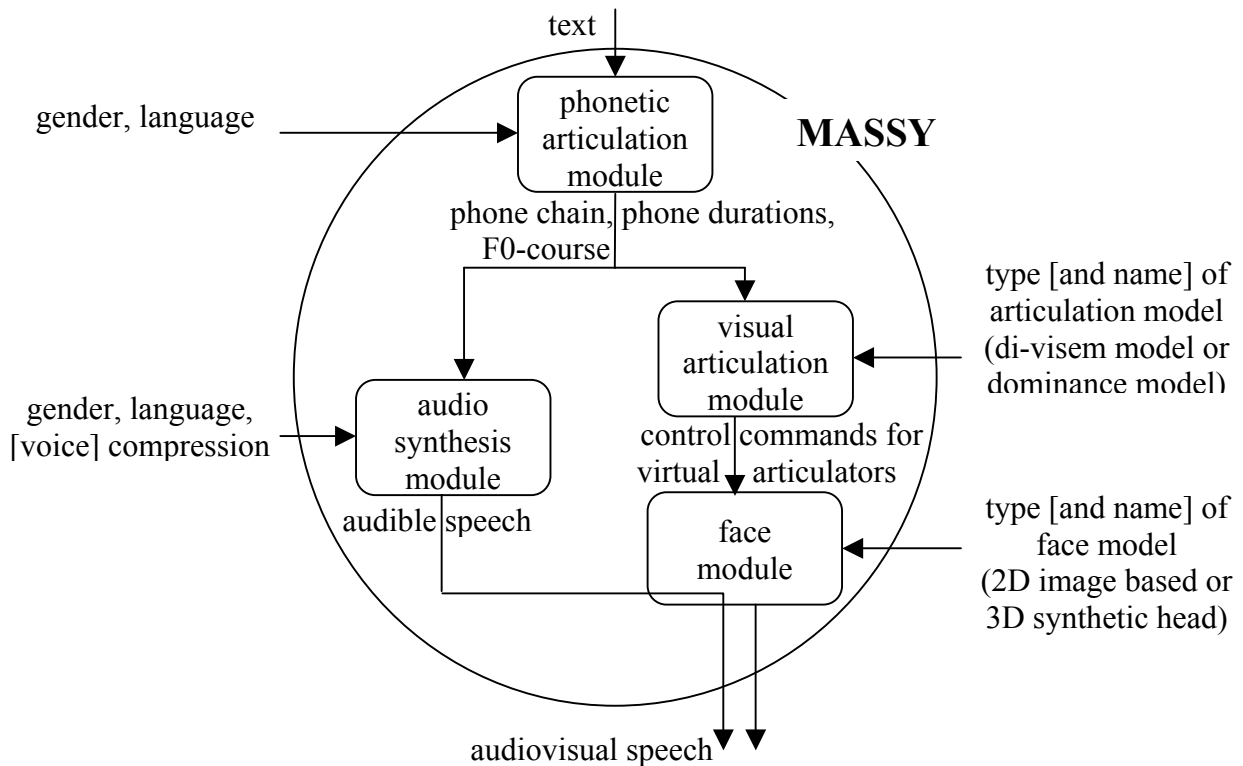 text
phonetic
articulation
module
gender, language
MASSY
phone chain, phone durations,
F0-course
type [and name] of
articulation model
(di-visem model or
dominance model)
visual
articulation
module
gender, language,
[voice] compression
audio
synthesis
module
control commands for
virtual articulators
audible speech
face
module
type [and name] of
face model
(2D image based or
3D synthetic head)
audiovisual speech